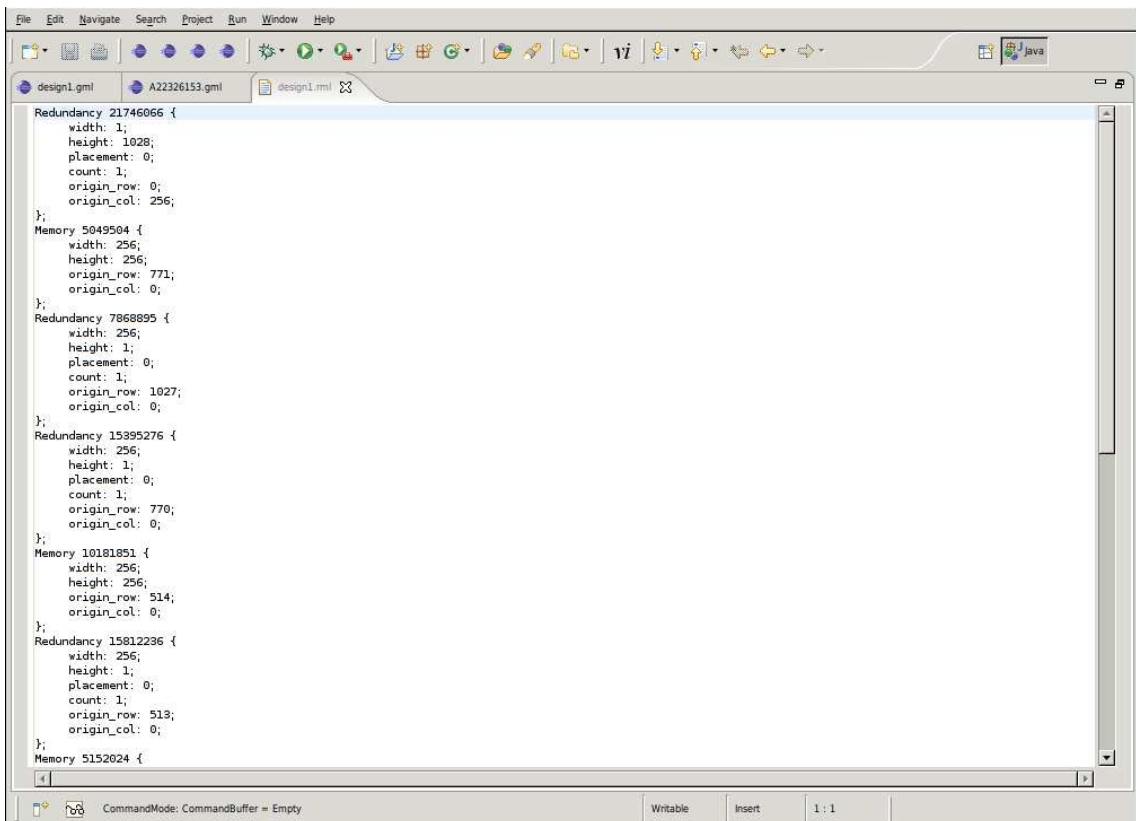 File Edit Navigate Search Project Run Window Help
vi
Java
design1.gml A22326153.gml design1.rml
Redundancy 21746066 {
width: 1;
height: 1028;
placement: 0;
count: 1;
origin_row: 0;
origin_col: 256;
};
Memory 5049504 {
width: 256;
height: 256;
origin_row: 771;
origin_col: 0;
};
Redundancy 7868895 {
width: 256;
height: 1;
placement: 0;
count: 1;
origin_row: 1027;
origin_col: 0;
};
Redundancy 15395276 {
width: 256;
height: 1;
placement: 0;
count: 1;
origin_row: 770;
origin_col: 0;
};
Memory 10181851 {
width: 256;
height: 256;
origin_row: 514;
origin_col: 0;
};
Redundancy 15812236 {
width: 256;
height: 1;
placement: 0;
count: 1;
origin_row: 513;
origin_col: 0;
};
Memory 5152024 {
CommandMode: CommandBuffer = Empty Writable Insert 1 : 1